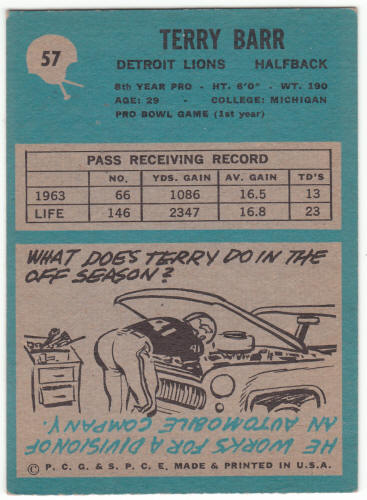 57
TERRY BARR
DETROIT LIONS HALFBACK
8th YEAR PRO - HT. 6'0" - WT. 190
AGE: 29 - COLLEGE: MICHIGAN
PRO BOWL GAME (1st year)
PASS RECEIVING RECORD
NO. YDS. GAIN AV. GAIN TD'S
1963 66 1086 16.5 13
LIFE 146 2347 16.8 23
WHAT DOES TERRY DO IN THE
OFF SEASON?
41
HE WORKS FOR A DIVISION OF
AN AUTOMOBILE COMPANY.
© P. C. G. & S. P. C. E. MADE & PRINTED IN U.S.A.